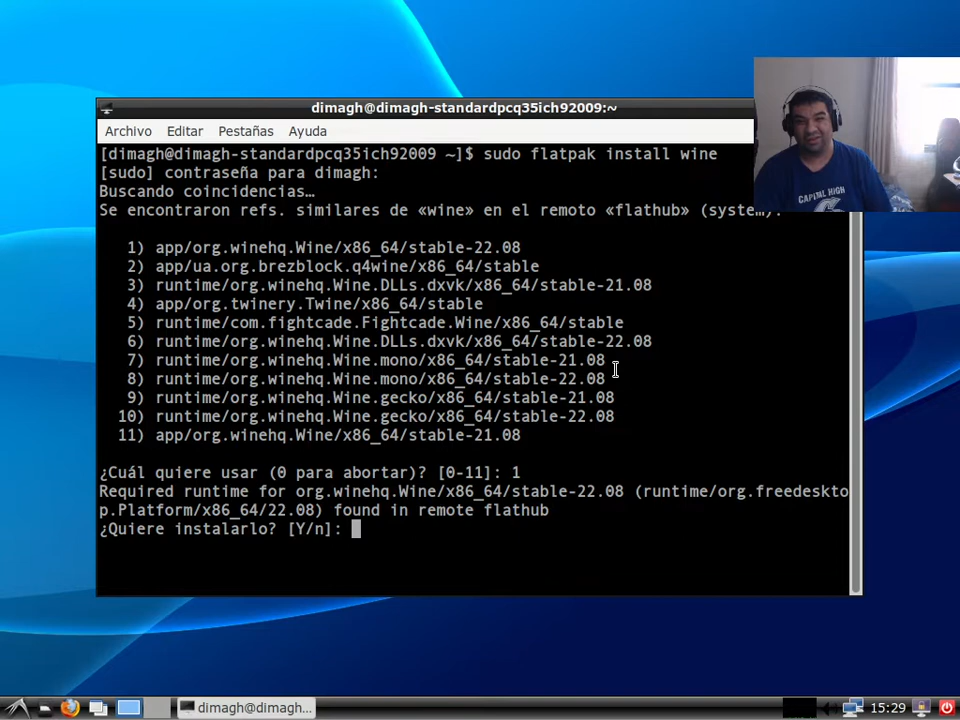 dimagh@dimagh-standardpcq35ich92009:~
Archivo Editar Pestañas Ayuda
[dimagh@dimagh-standardpcq35ich92009 ~]$ sudo flatpak install wine
[sudo] contraseña para dimagh:
Buscando coincidencias…
Se encontraron refs. similares de «wine» en el remoto «flathub» (system):
1) app/org.winehq.Wine/x86_64/stable-22.08
2) app/ua.org.brezblock.q4wine/x86_64/stable
3) runtime/org.winehq.Wine.DLLs.dxvk/x86_64/stable-21.08
4) app/org.twinery.Twine/x86_64/stable
5) runtime/com.fightcade.Fightcade.Wine/x86_64/stable
6) runtime/org.winehq.Wine.DLLs.dxvk/x86_64/stable-22.08
7) runtime/org.winehq.Wine.mono/x86_64/stable-21.08
8) runtime/org.winehq.Wine.mono/x86_64/stable-22.08
9) runtime/org.winehq.Wine.gecko/x86_64/stable-21.08
10) runtime/org.winehq.Wine.gecko/x86_64/stable-22.08
11) app/org.winehq.Wine/x86_64/stable-21.08
¿Cuál quiere usar (0 para abortar)? [0-11]: 1
Required runtime for org.winehq.Wine/x86_64/stable-22.08 (runtime/org.freedeskto
p.Platform/x86_64/22.08) found in remote flathub
¿Quiere instalarlo? [Y/n]:
CAPITAL HIGH
dimagh@dimagh...
15:29